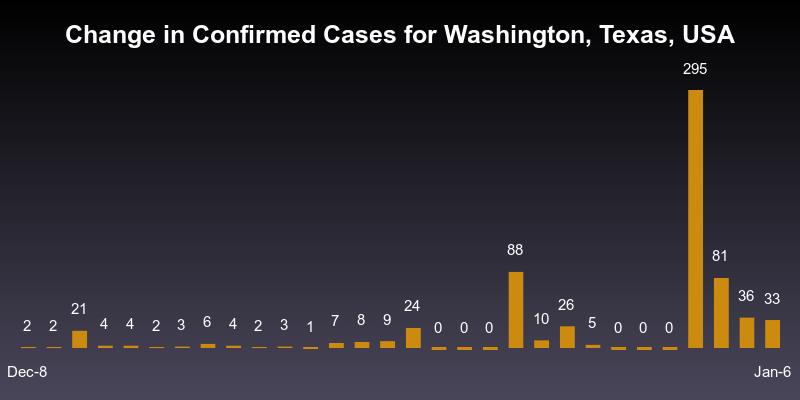 Change in Confirmed Cases for Washington, Texas, USA
2 2 21 4 4 2 3 6 4 2 3 1 7 8 9 24 0 0 0 88 10 26 5 0 0 0 295 81 36 33
Dec-8 Jan-6